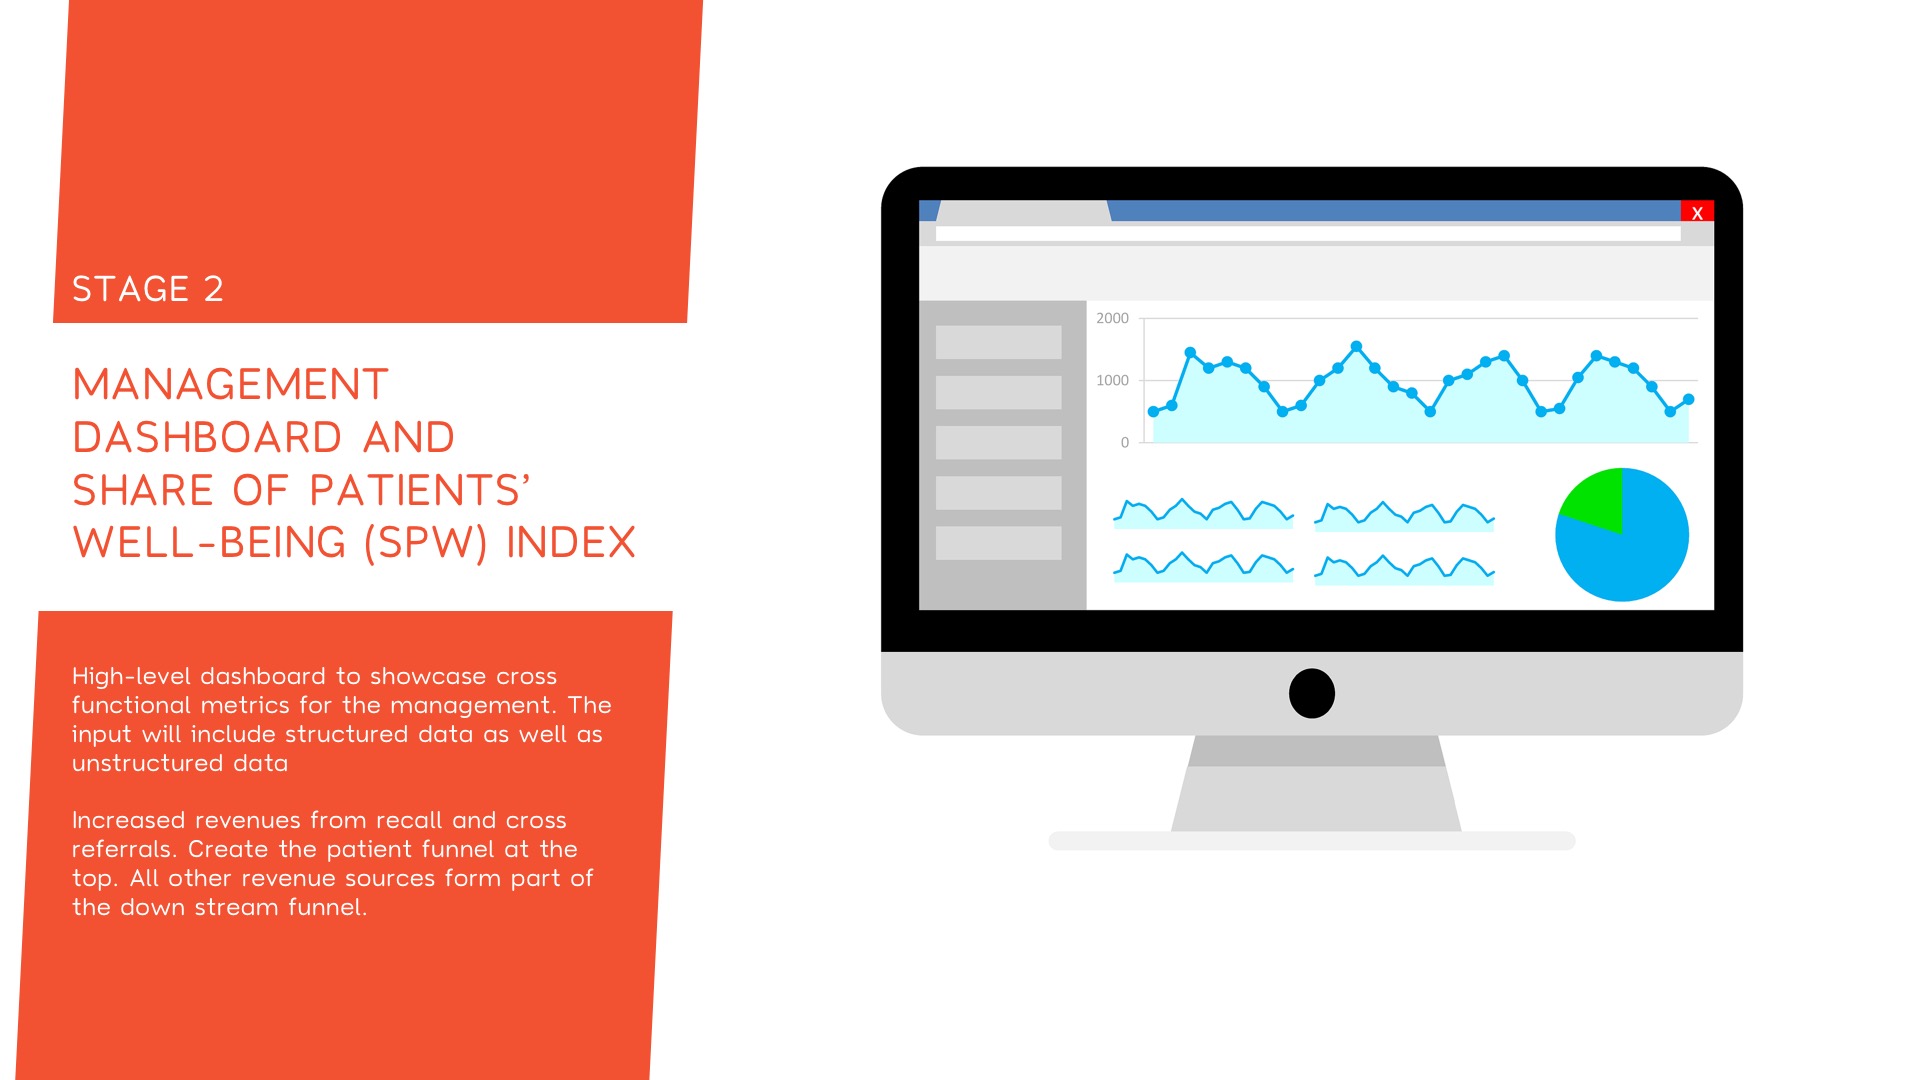 STAGE 2
MANAGEMENT
DASHBOARD AND
SHARE OF PATIENTS’
WELL-BEING (SPW) INDEX
High-level dashboard to showcase cross
functional metrics for the management. The
input will include structured data as well as
unstructured data
Increased revenues from recall and cross
referrals. Create the patient funnel at the
top. All other revenue sources form part of
the down stream funnel.
X
2000
1000
0